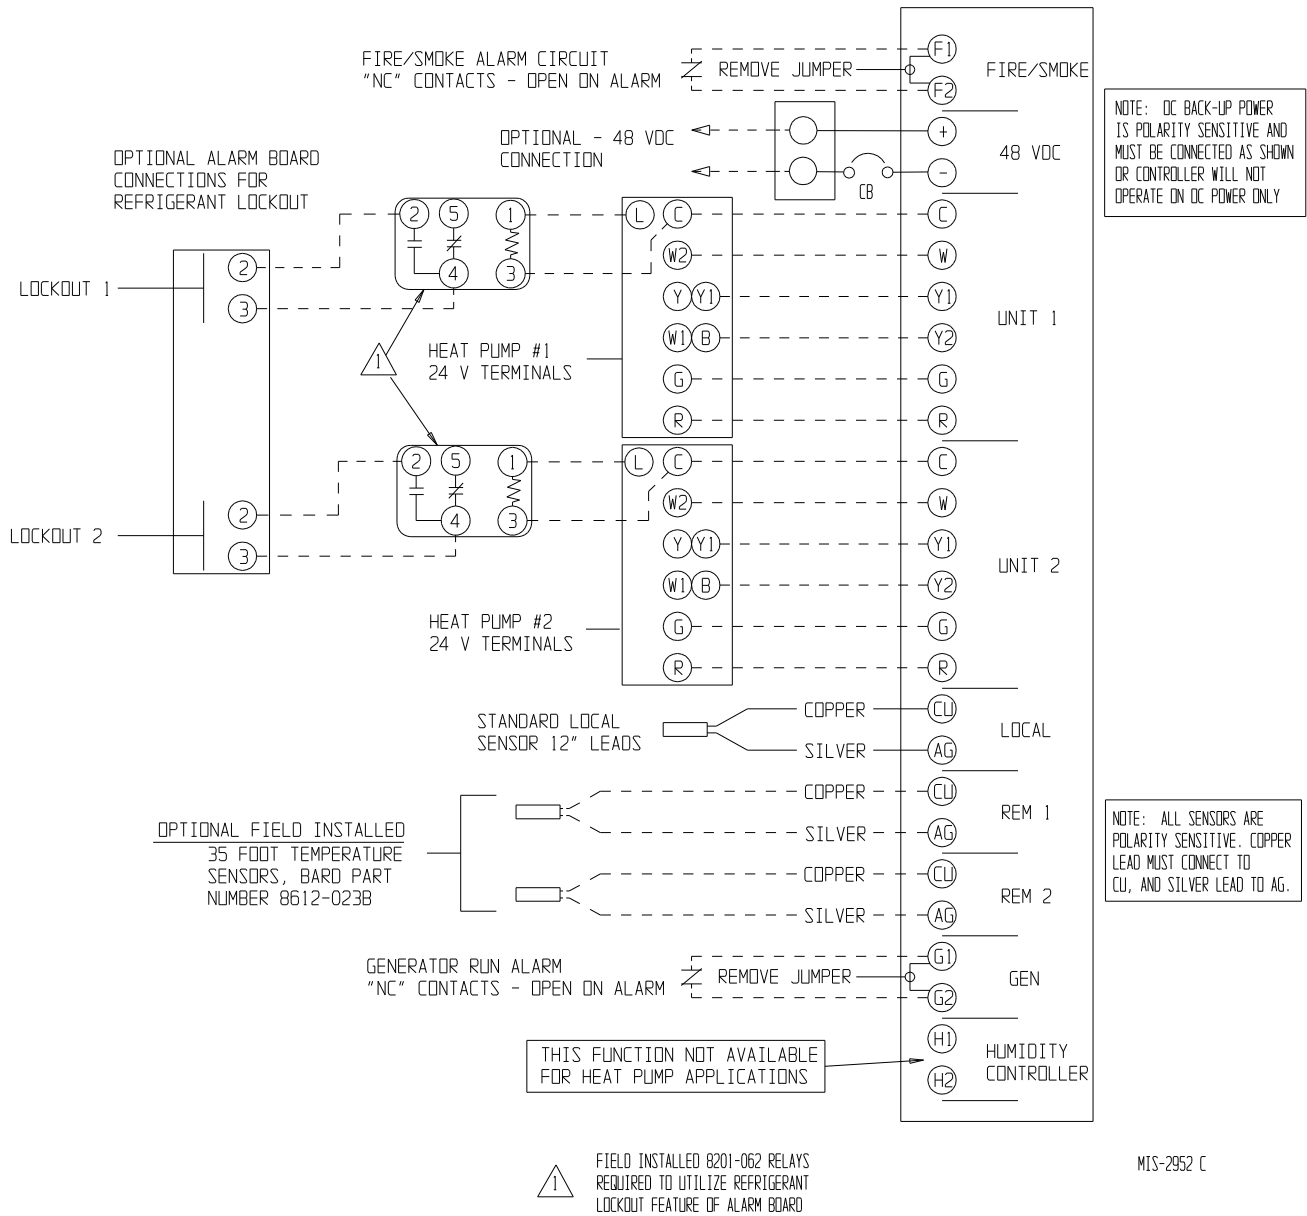 FIRE/SMOKE ALARM CIRCUIT
"NC" CONTACTS - OPEN ON ALARM
REMOVE JUMPER
F1
F2
FIRE/SMOKE
OPTIONAL - 48 VDC
CONNECTION
CB
+
-
48 VDC
NOTE: DC BACK-UP POWER
IS POLARITY SENSITIVE AND
MUST BE CONNECTED AS SHOWN
OR CONTROLLER WILL NOT
OPERATE ON DC POWER ONLY
OPTIONAL ALARM BOARD
CONNECTIONS FOR
REFRIGERANT LOCKOUT
LOCKOUT 1
2
3
2 5 1
4 3
1
HEAT PUMP #1
24 V TERMINALS
L C
W2
Y Y1
W1 B
G
R
C
W
Y1
Y2
G
R
UNIT 1
LOCKOUT 2
2
3
2 5 1
4 3
HEAT PUMP #2
24 V TERMINALS
L C
W2
Y Y1
W1 B
G
R
C
W
Y1
Y2
G
R
UNIT 2
STANDARD LOCAL
SENSOR 12" LEADS
COPPER
SILVER
CU
AG
LOCAL
OPTIONAL FIELD INSTALLED
35 FOOT TEMPERATURE
SENSORS, BARD PART
NUMBER 8612-023B
COPPER
SILVER
CU
AG
REM 1
COPPER
SILVER
CU
AG
REM 2
NOTE: ALL SENSORS ARE
POLARITY SENSITIVE. COPPER
LEAD MUST CONNECT TO
CU, AND SILVER LEAD TO AG.
GENERATOR RUN ALARM
"NC" CONTACTS - OPEN ON ALARM
REMOVE JUMPER
G1
G2
GEN
THIS FUNCTION NOT AVAILABLE
FOR HEAT PUMP APPLICATIONS
H1
H2
HUMIDITY
CONTROLLER
1
FIELD INSTALLED 8201-062 RELAYS
REQUIRED TO UTILIZE REFRIGERANT
LOCKOUT FEATURE OF ALARM BOARD
MIS-2952 C